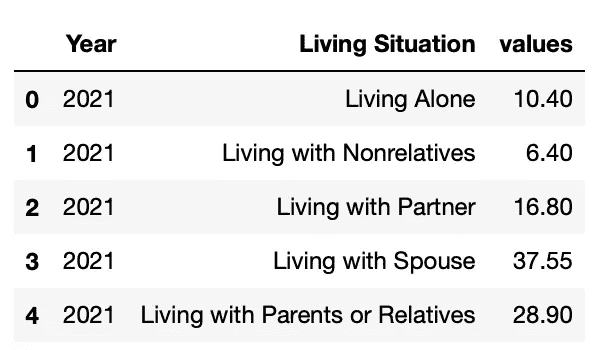 Year Living Situation values
0 2021 Living Alone 10.40
1 2021 Living with Nonrelatives 6.40
2 2021 Living with Partner 16.80
3 2021 Living with Spouse 37.55
4 2021 Living with Parents or Relatives 28.90